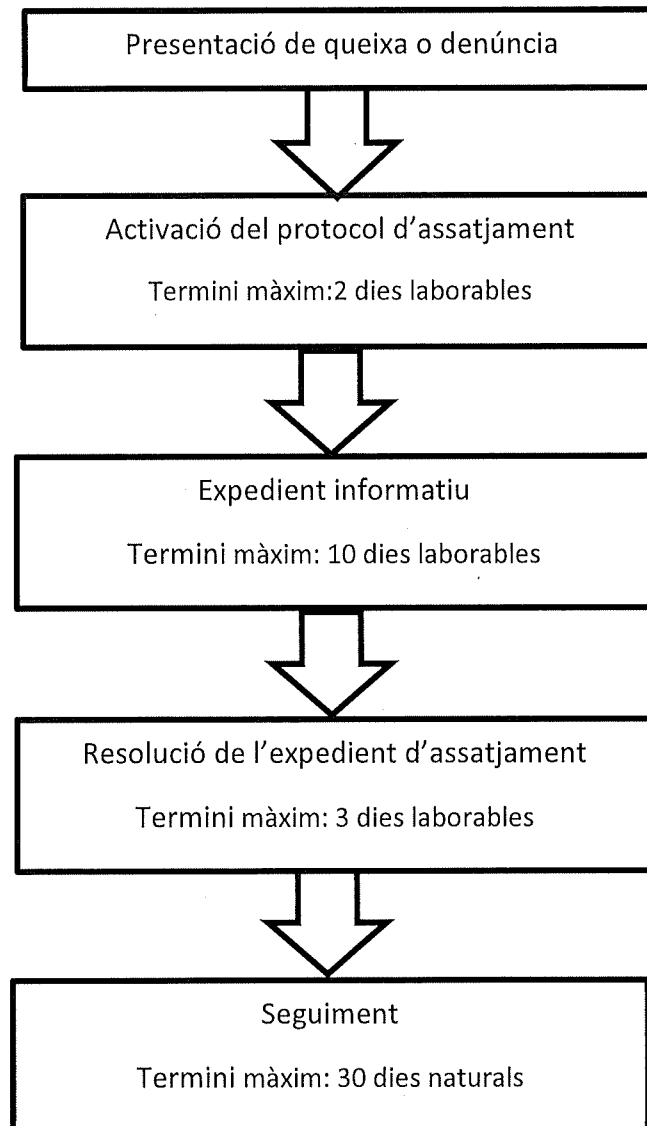 Presentació de queixa o denúncia
Activació del protocol d'assatjament
Termini màxim:2 dies laborables
Expedient informatiu
Termini màxim: 10 dies laborables
Resolució de l'expedient d'assatjament
Termini màxim: 3 dies laborables
Seguiment
Termini màxim: 30 dies naturals